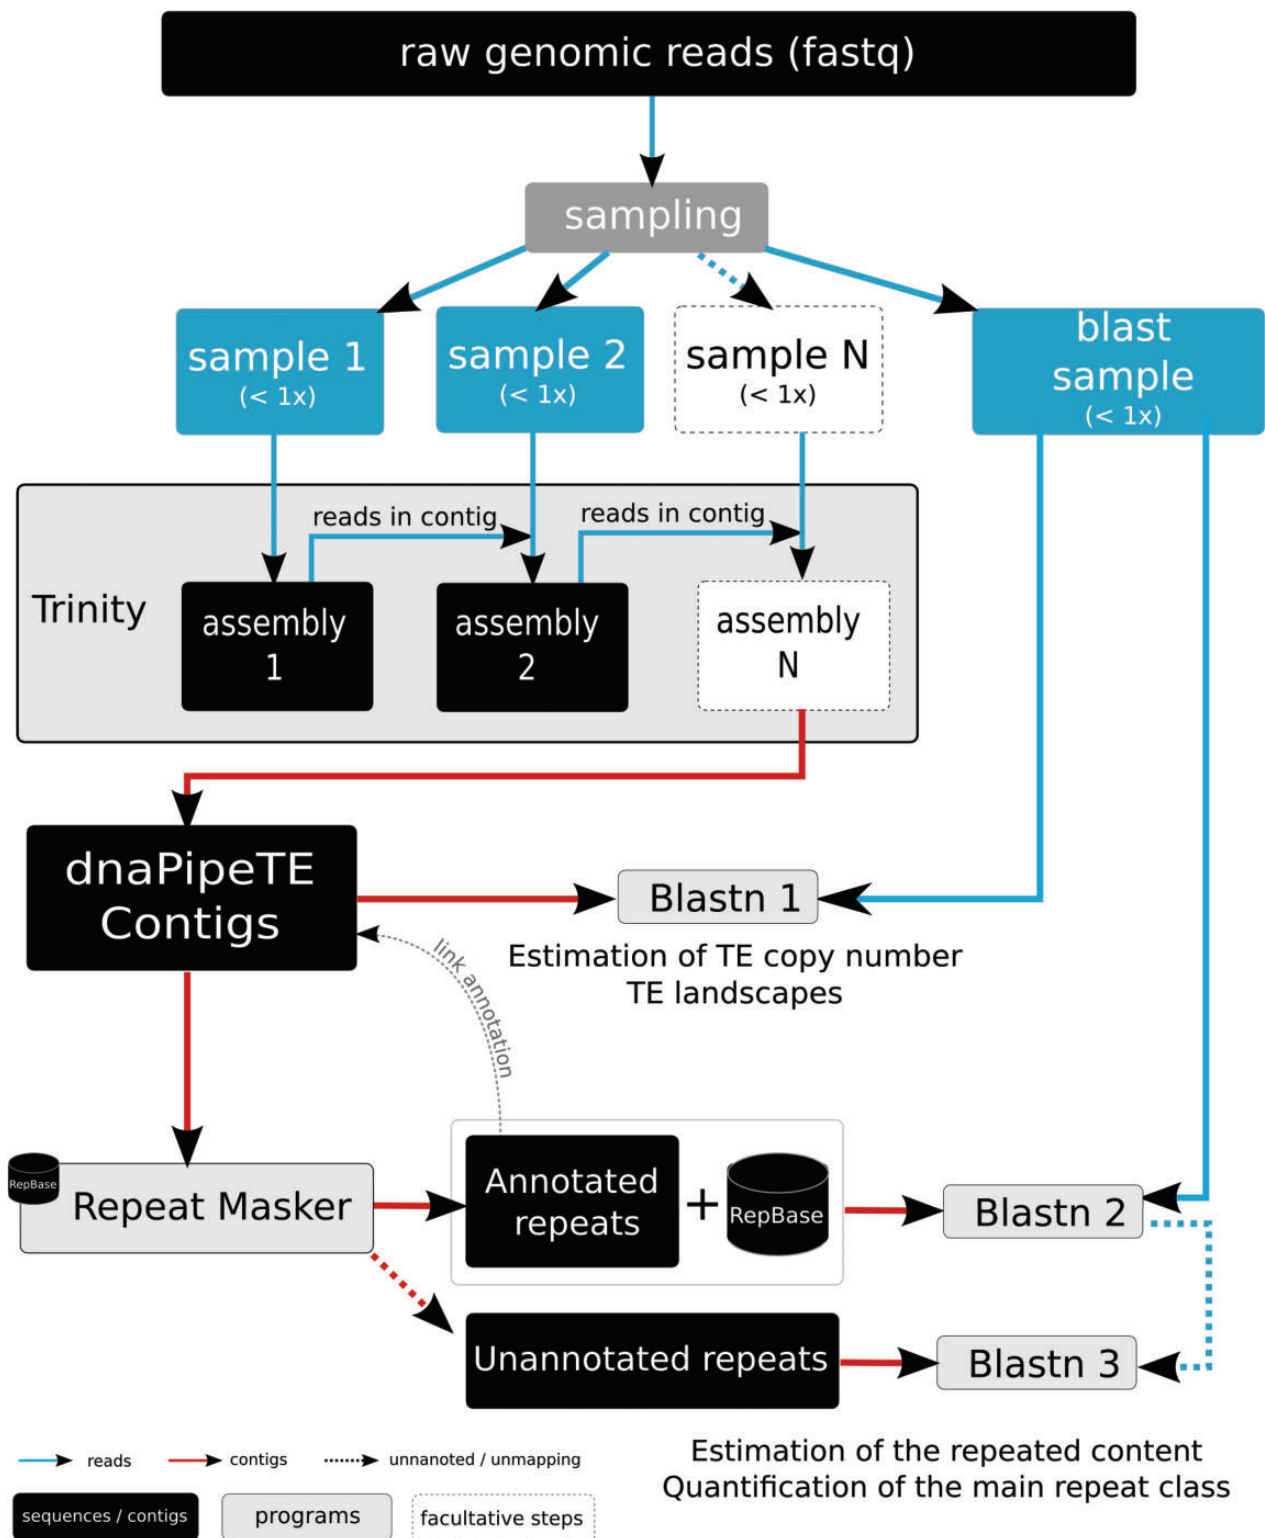 raw genomic reads (fastq)
sampling
sample 1
(< 1x)
sample 2
(< 1x)
sample N
(< 1x)
blast
sample
(< 1x)
reads in contig
reads in contig
Trinity
assembly
1
assembly
2
assembly
N
dnaPipeTE
Contigs
Blastn 1
Estimation of TE copy number
TE landscapes
link annotation
RepBase
Repeat Masker
Annotated
repeats
+
RepBase
Blastn 2
Unannotated repeats
Blastn 3
Estimation of the repeated content
Quantification of the main repeat class
reads
contigs
unnanoted / unmapping
sequences / contigs
programs
facultative steps